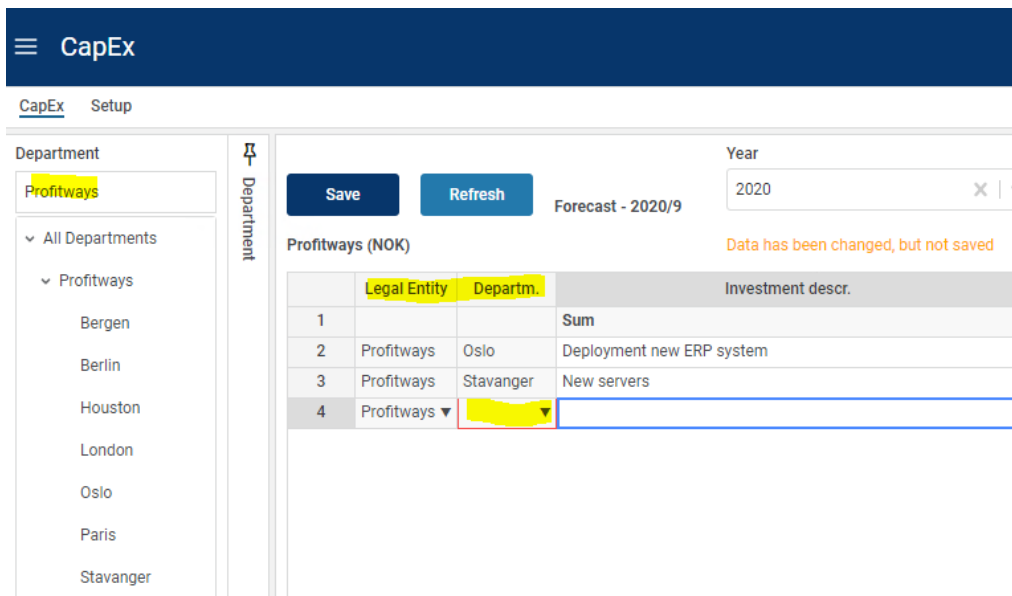 CapEx
CapEx Setup
Department
Profitways
All Departments
Profitways
Bergen
Berlin
Houston
London
Oslo
Paris
Stavanger
Department
Year
Save Refresh Forecast - 2020/9 2020
Profitways (NOK) Data has been changed, but not saved
Legal Entity Departm. Investment descr.
1 Sum
2 Profitways Oslo Deployment new ERP system
3 Profitways Stavanger New servers
4 Profitways